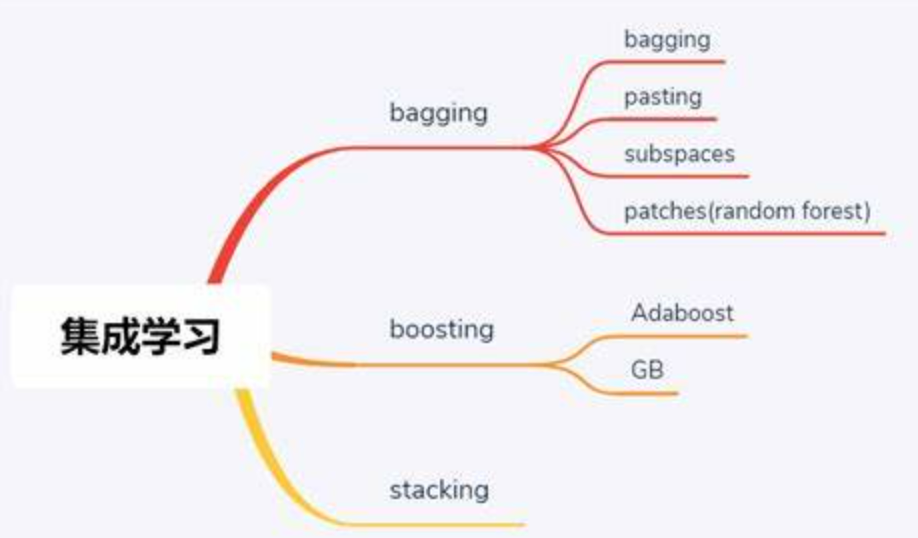 集成学习
bagging
bagging
pasting
subspaces
patches(random forest)
boosting
Adaboost
GB
stacking